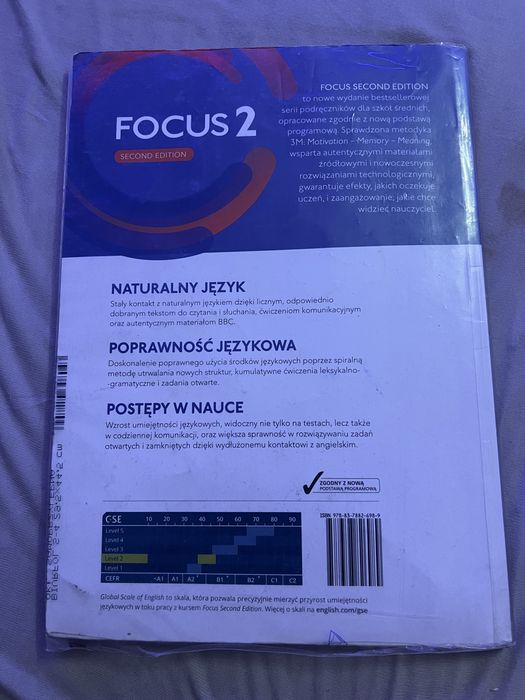 FOCUS 2
SECOND EDITION
FOCUS SECOND EDITION
to nowe wydanie bestsellerowej
serii podręczników dla szkół średnich,
opracowane zgodnie z nową podstawą
programową. Sprawdzona metodyka
3M: Motivation – Memory – Meaning,
wsparta autentycznymi materiałami
źródłowymi i nowoczesnymi
rozwiązaniami technologicznymi,
gwarantuje efekty, jakich oczekuje
uczeń, i zaangażowanie, jakie chce
widzieć nauczyciel.
NATURALNY JĘZYK
Stały kontakt z naturalnym językiem dzięki licznym, odpowiednio
dobranym tekstom do czytania i słuchania, ćwiczeniom komunikacyjnym
oraz autentycznym materiałom BBC.
POPRAWNOŚĆ JĘZYKOWA
Doskonalenie poprawnego użycia środków językowych poprzez spiralną
metodę utrwalania nowych struktur, kumulatywne ćwiczenia leksykalno-
-gramatyczne i zadania otwarte.
POSTĘPY W NAUCE
Wzrost umiejętności językowych, widoczny nie tylko na testach, lecz także
w codziennej komunikacji, oraz większa sprawność w rozwiązywaniu zadań
otwartych i zamkniętych dzięki wydłużonemu kontaktowi z angielskim.
ZGODNY Z NOWĄ
PODSTAWĄ PROGRAMOWĄ
GSE 10 20 30 40 50 60 70 80 90
Level 5
Level 4
Level 3
Level 2
Level 1
CEFR <A1 A1 A2+ B1+ B2+ C1 C2
ISBN 978-83-7882-698-9
Global Scale of English to skala, która pozwala precyzyjnie mierzyć przyrost umiejętności
językowych w toku pracy z kursem Focus Second Edition. Więcej o skali na english.com/gse